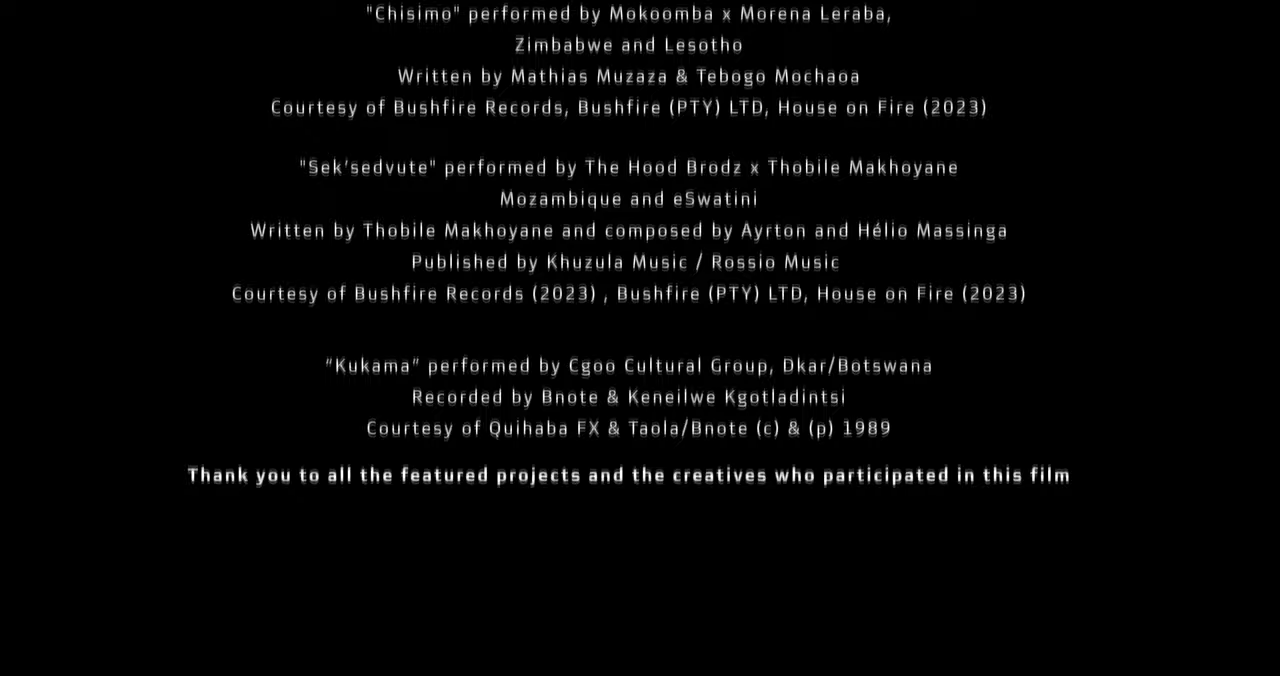 "Chisimo" performed by Mokoomba x Morena Leraba,
Zimbabwe and Lesotho
Written by Mathias Muzaza & Tebogo Mochaoa
Courtesy of Bushfire Records, Bushfire (PTY) LTD, House on Fire (2023)
"Sek'sedvute" performed by The Hood Brodz x Thobile Makhoyane
Mozambique and eSwatini
Written by Thobile Makhoyane and composed by Ayrton and Hélio Massinga
Published by Khuzula Music / Rossio Music
Courtesy of Bushfire Records (2023) , Bushfire (PTY) LTD, House on Fire (2023)
"Kukama" performed by Cgoo Cultural Group, Dkar/Botswana
Recorded by Bnote & Keneilwe Kgotladintsi
Courtesy of Quihaba FX & Taola/Bnote (c) & (p) 1989
Thank you to all the featured projects and the creatives who participated in this film